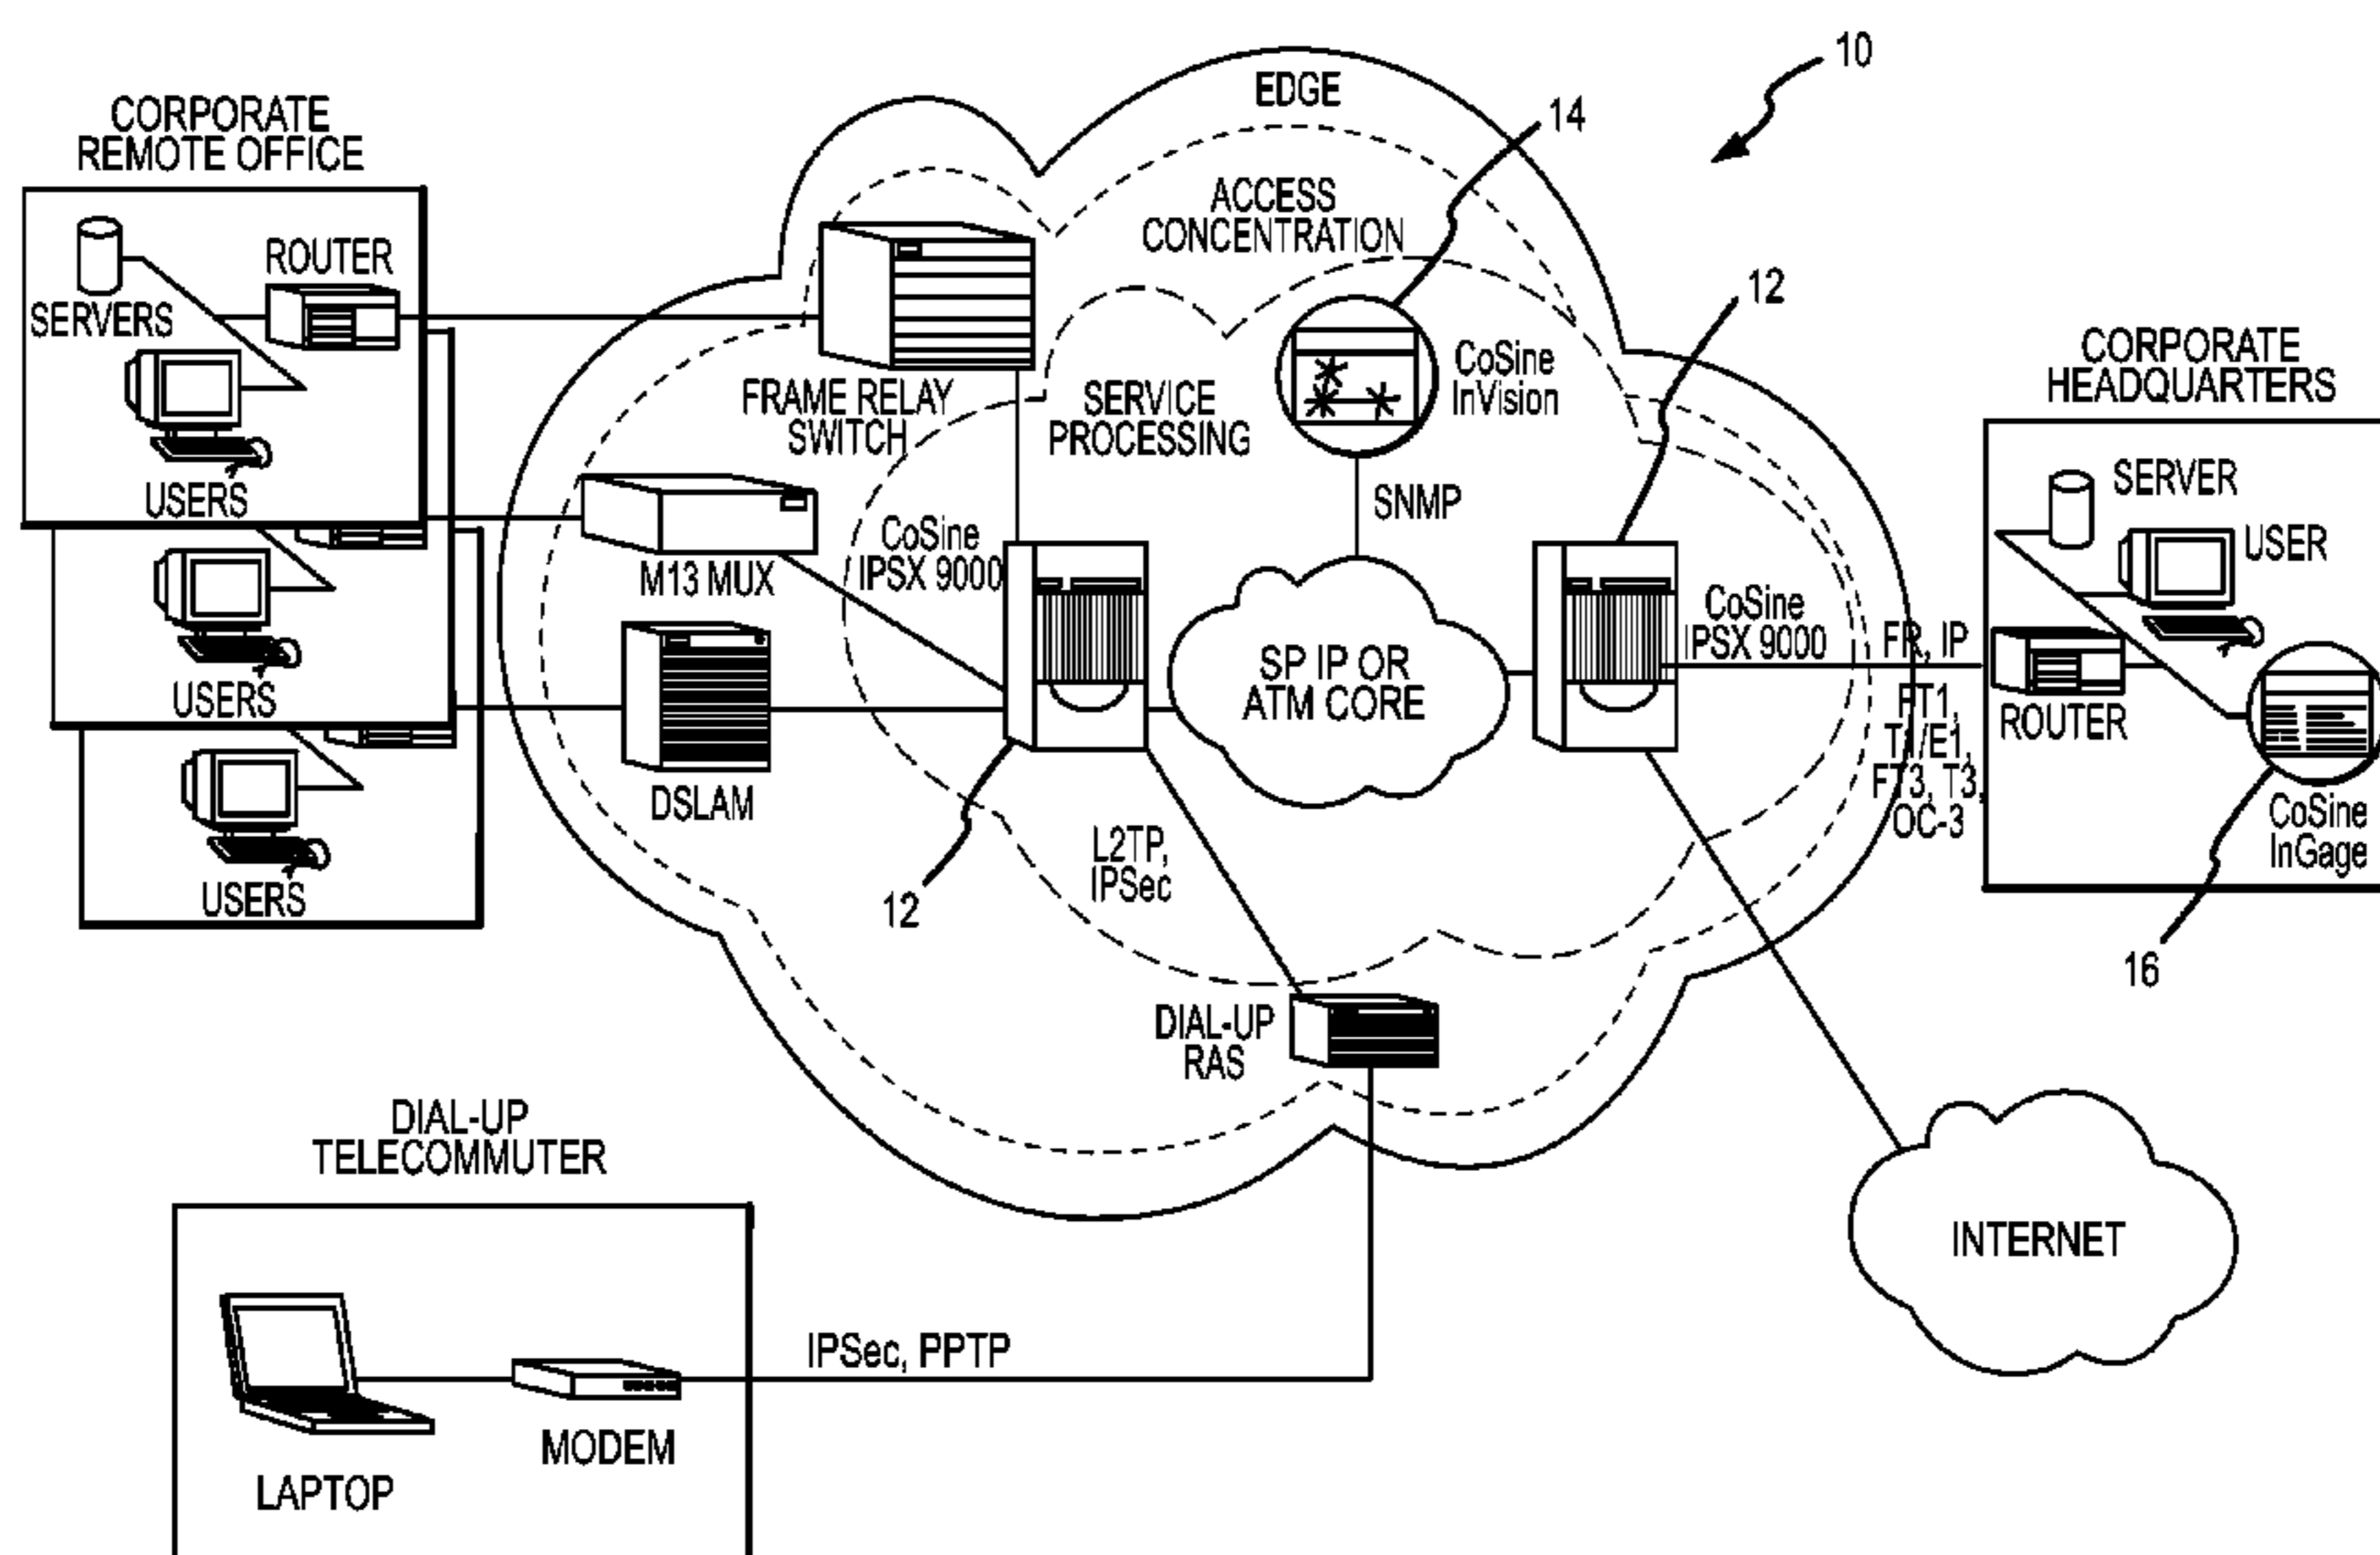 10
EDGE
14
CORPORATE
REMOTE OFFICE
ACCESS
CONCENTRATION
ROUTER
SERVERS
USERS
USERS
USERS
12
FRAME RELAY
SWITCH
SERVICE
PROCESSING
CoSine
InVision
SNMP
M13 MUX
CoSine
IPSX 9000
DSLAM
12
SP IP OR
ATM CORE
CoSine
IPSX 9000
FR, IP
FT1,
T1/E1,
FT3, T3,
OC-3
CORPORATE
HEADQUARTERS
SERVER
USER
ROUTER
CoSine
InGage
16
L2TP,
IPSec
DIAL-UP
RAS
DIAL-UP
TELECOMMUTER
IPSec, PPTP
MODEM
LAPTOP
INTERNET